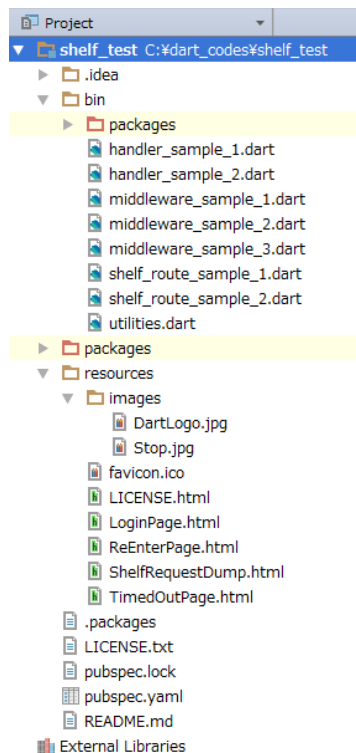 Project
shelf_test C:¥dart_codes¥shelf_test
.idea
bin
packages
handler_sample_1.dart
handler_sample_2.dart
middleware_sample_1.dart
middleware_sample_2.dart
middleware_sample_3.dart
shelf_route_sample_1.dart
shelf_route_sample_2.dart
utilities.dart
packages
resources
images
DartLogo.jpg
Stop.jpg
favicon.ico
LICENSE.html
LoginPage.html
ReEnterPage.html
ShelfRequestDump.html
TimedOutPage.html
.packages
LICENSE.txt
pubspec.lock
pubspec.yaml
README.md
External Libraries